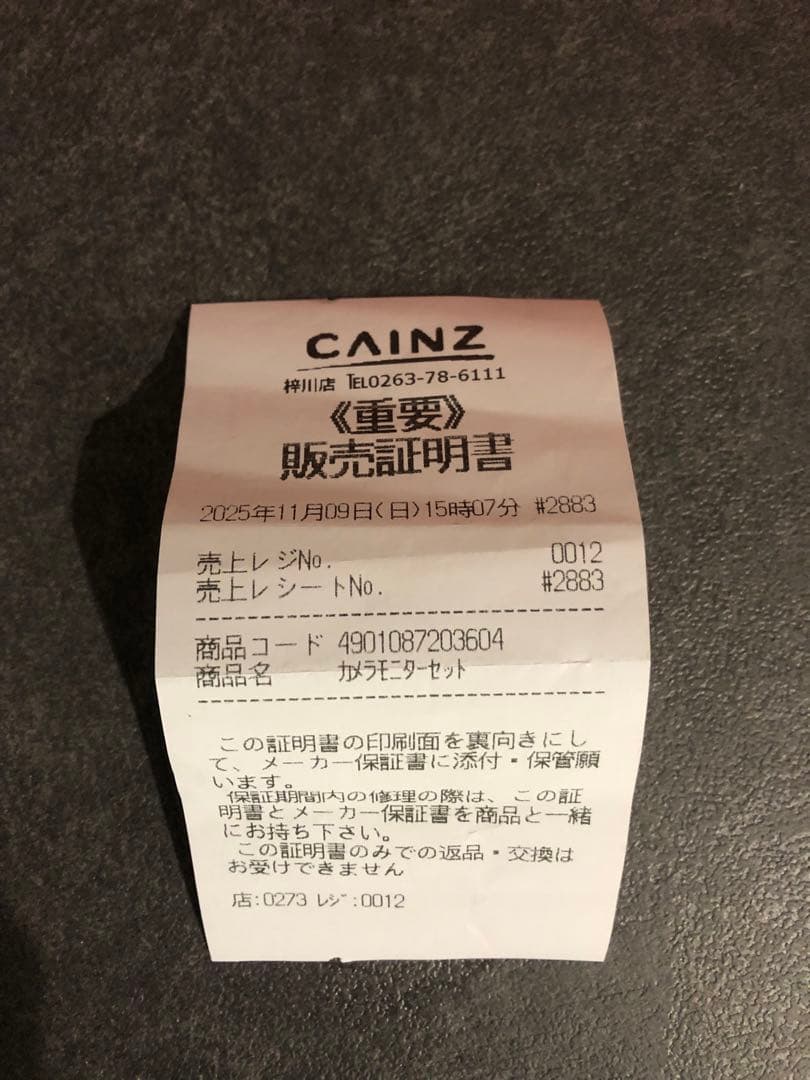 CAINZ
梓川店 TEL0263-78-6111
《重要》
販売証明書
2025年11月09日(日)15時07分 #2883
売上レジNo. 0012
売上レシートNo. #2883
商品コード 4901087203604
商品名 カメラモニターセット
この証明書の印刷面を裏向きにし
て、メーカー保証書に添付・保管願
います。
保証期間内の修理の際は、この証
明書とメーカー保証書を商品と一緒
にお持ち下さい。
この証明書のみでの返品・交換は
お受けできません
店:0273 レジ:0012